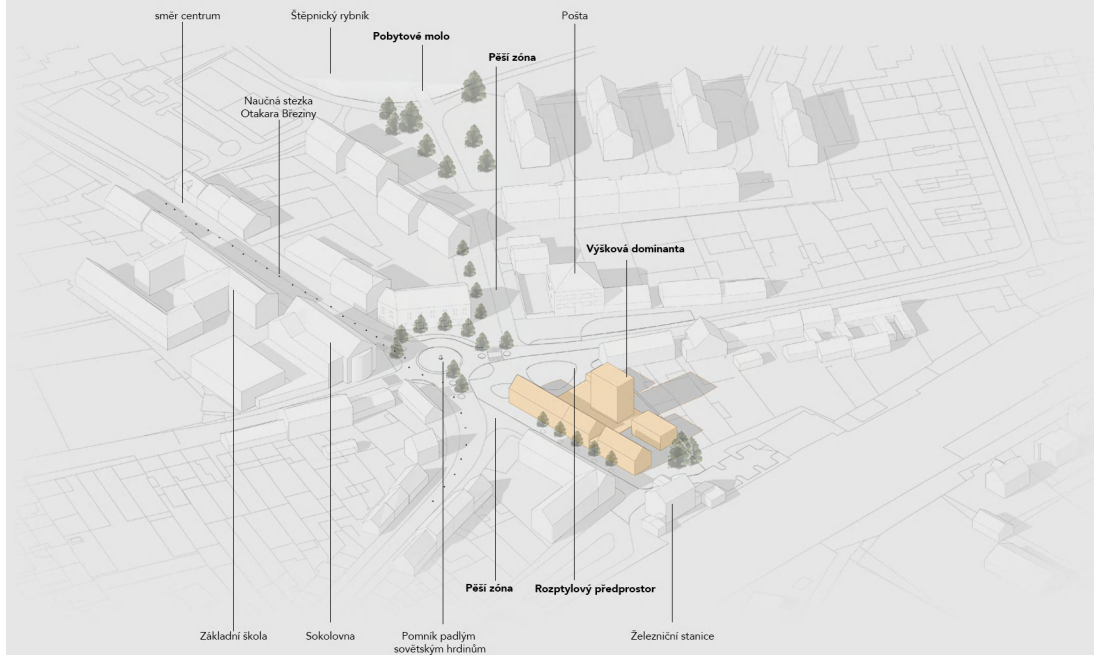 směr centrum
Štěpnický rybník
Pošta
Pobytové molo
Pěší zóna
Naučná stezka
Otakara Březiny
Výšková dominanta
Pěší zóna
Rozptylový předprostor
Základní škola
Sokolovna
Pomník padlým
sovětským hrdinům
Železniční stanice